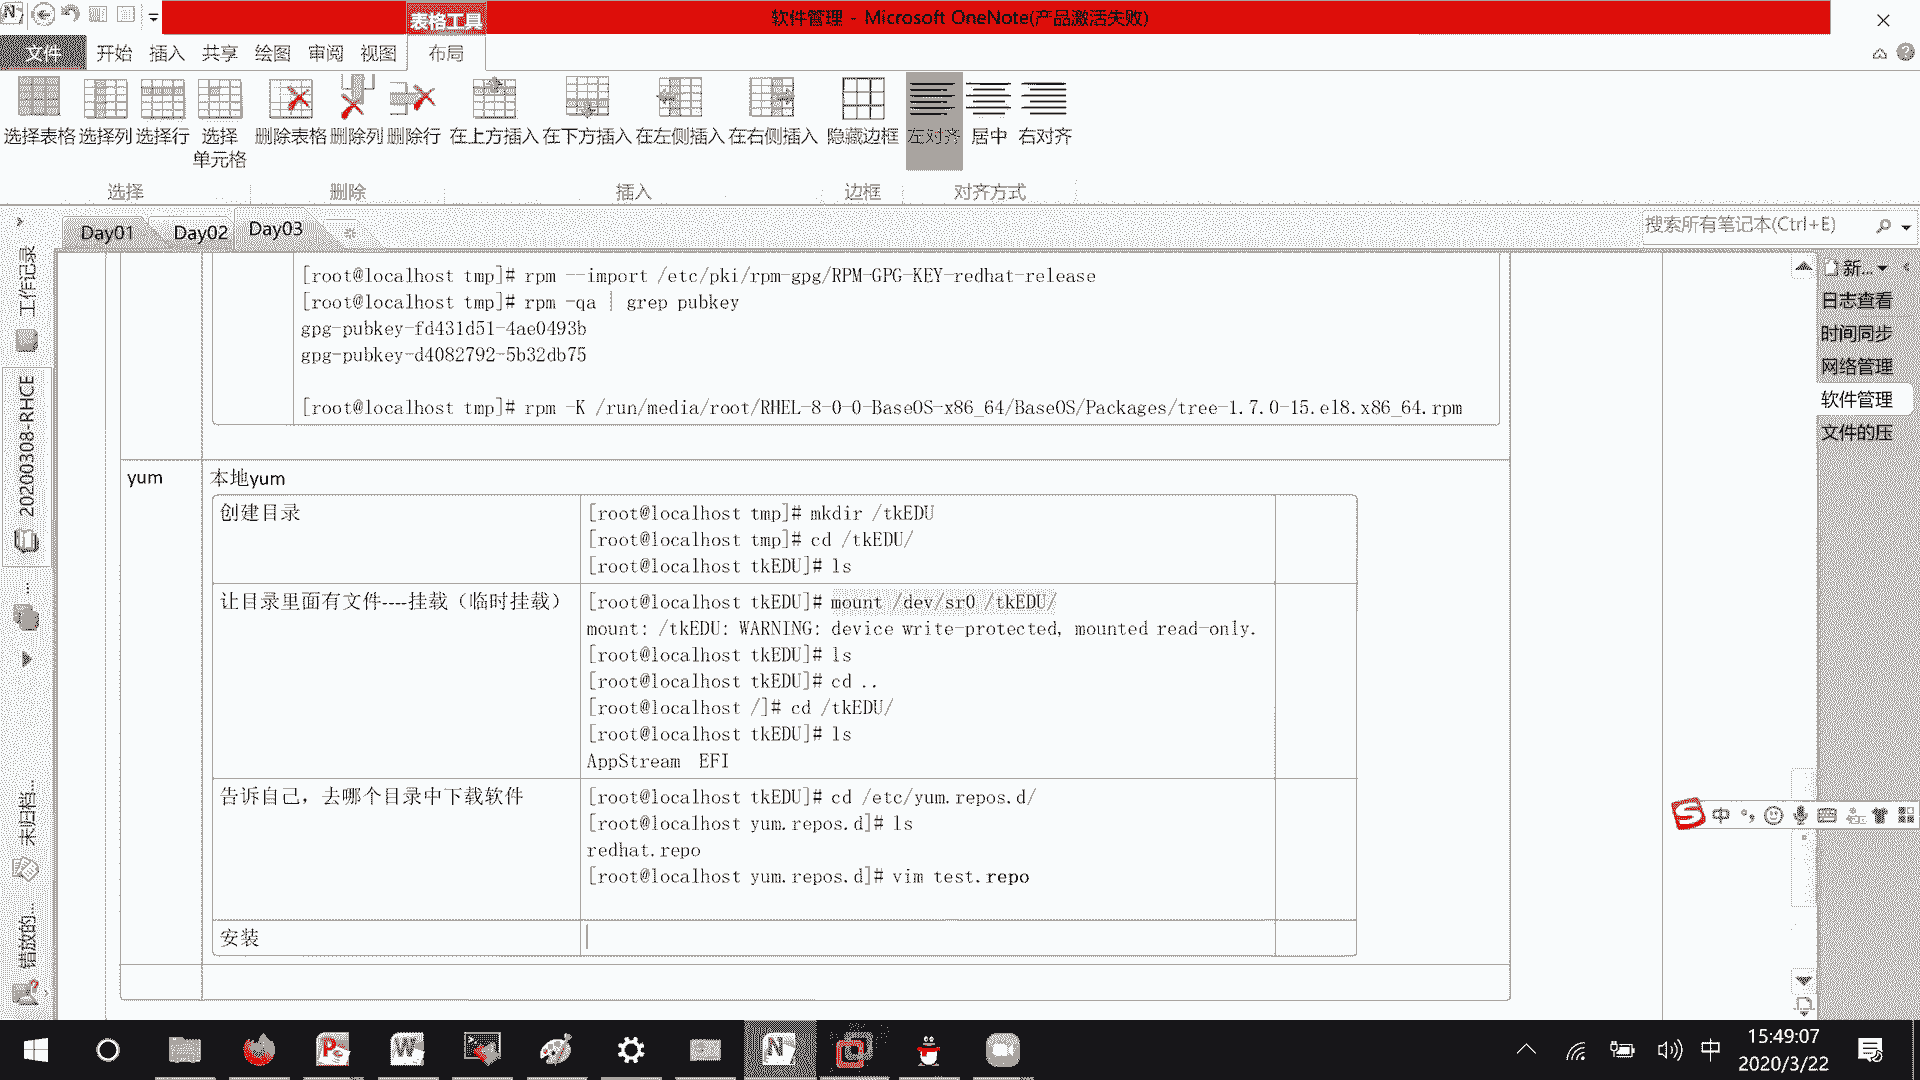 表格工具
软件管理 - Microsoft OneNote(产品激活失败)
文件 开始 插入 共享 绘图 审阅 视图 布局
选择表格 选择列 选择行 选择单元格 删除表格 删除列 删除行 在上方插入 在下方插入 在左侧插入 在右侧插入 隐藏边框 左对齐 居中 右对齐
选择 删除 插入 边框 对齐方式
Day01 Day02 Day03
搜索所有笔记本(Ctrl+E)
工作记录
20200308-RHCE
未归档...
错放的...
[root@localhost tmp]# rpm --import /etc/pki/rpm-gpg/RPM-GPG-KEY-redhat-release
[root@localhost tmp]# rpm -qa | grep pubkey
gpg-pubkey-fd431d51-4ae0493b
gpg-pubkey-d4082792-5b32db75
[root@localhost tmp]# rpm -K /run/media/root/RHEL-8-0-0-BaseOS-x86_64/BaseOS/Packages/tree-1.7.0-15.el8.x86_64.rpm
yum
本地yum
创建目录
[root@localhost tmp]# mkdir /tkEDU
[root@localhost tmp]# cd /tkEDU/
[root@localhost tkEDU]# ls
让目录里面有文件----挂载（临时挂载）
[root@localhost tkEDU]# mount /dev/sr0 /tkEDU/
mount: /tkEDU: WARNING: device write-protected, mounted read-only.
[root@localhost tkEDU]# ls
[root@localhost tkEDU]# cd ..
[root@localhost /]# cd /tkEDU/
[root@localhost tkEDU]# ls
AppStream EFI
告诉自己，去哪个目录中下载软件
[root@localhost tkEDU]# cd /etc/yum.repos.d/
[root@localhost yum.repos.d]# ls
redhat.repo
[root@localhost yum.repos.d]# vim test.repo
安装
新...
日志查看
时间同步
网络管理
软件管理
文件的压
中
中
15:49:07
2020/3/22